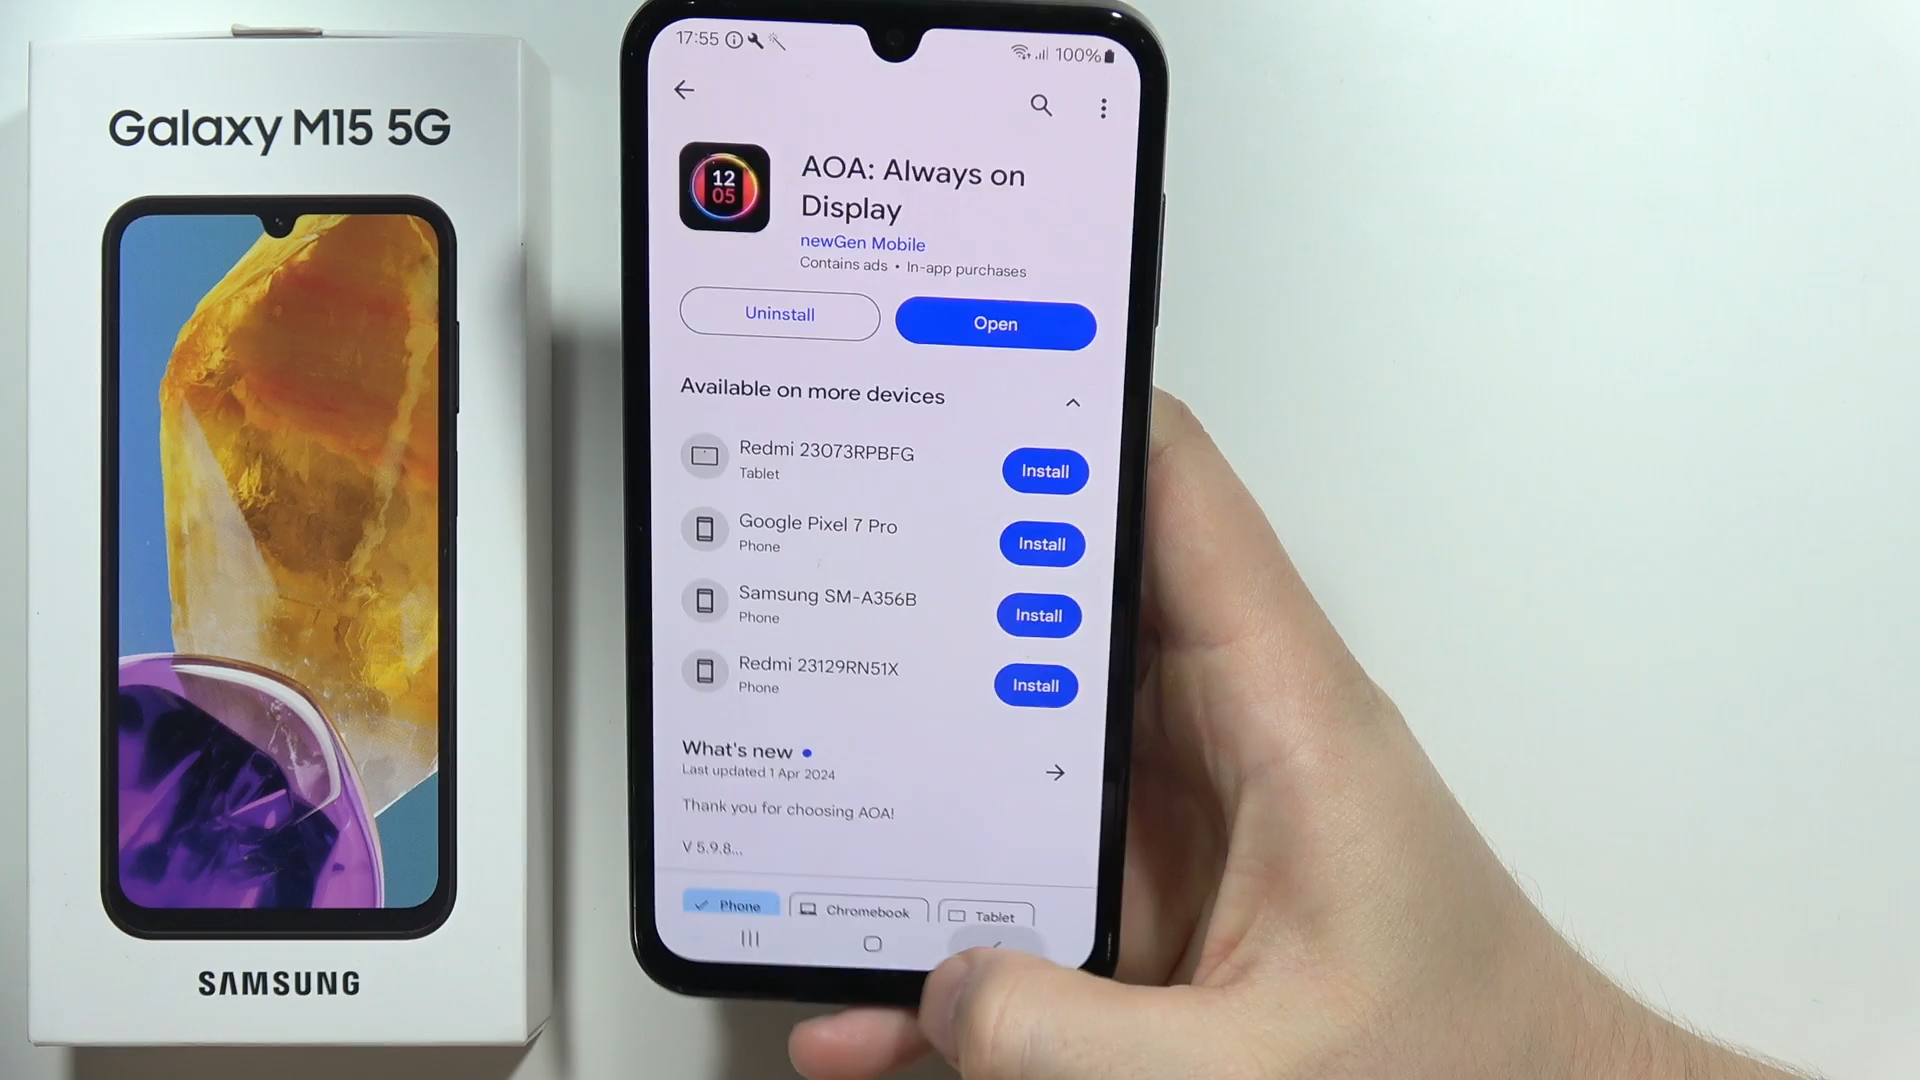 Galaxy M15 5G
SAMSUNG
17:55
100%
12
05
AOA: Always on
Display
newGen Mobile
Contains ads • In-app purchases
Uninstall
Open
Available on more devices
Redmi 23073RPBFG
Tablet
Install
Google Pixel 7 Pro
Phone
Install
Samsung SM-A356B
Phone
Install
Redmi 23129RN51X
Phone
Install
What's new
Last updated 1 Apr 2024
Thank you for choosing AOA!
V 5.9.8...
Phone
Chromebook
Tablet